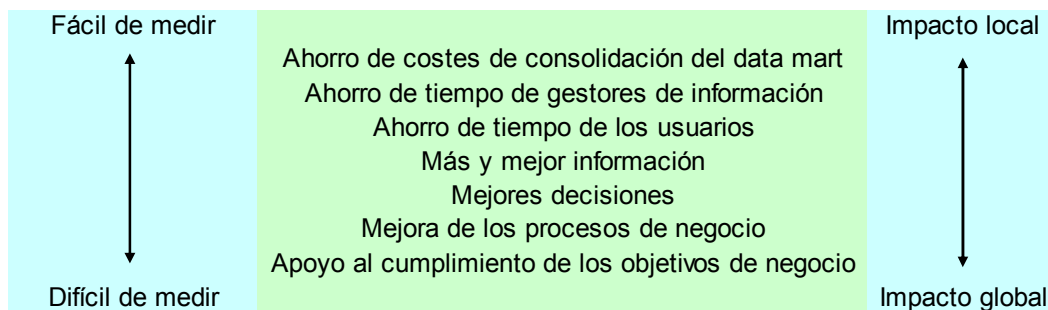 Fácil de medir
Impacto local
Ahorro de costes de consolidación del data mart
Ahorro de tiempo de gestores de información
Ahorro de tiempo de los usuarios
Más y mejor información
Mejores decisiones
Mejora de los procesos de negocio
Apoyo al cumplimiento de los objetivos de negocio
Difícil de medir
Impacto global